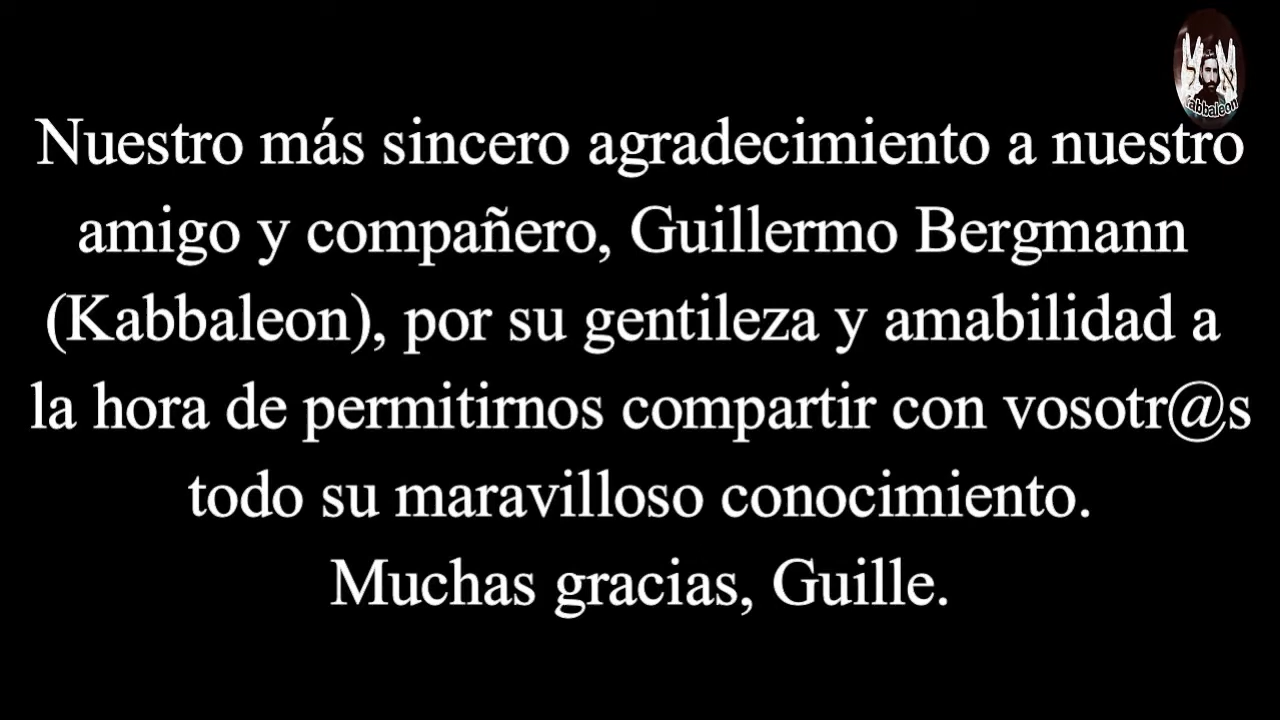 Nuestro más sincero agradecimiento a nuestro
amigo y compañero, Guillermo Bergmann
(Kabbaleon), por su gentileza y amabilidad a
la hora de permitirnos compartir con vosotr@s
todo su maravilloso conocimiento.
Muchas gracias, Guille.